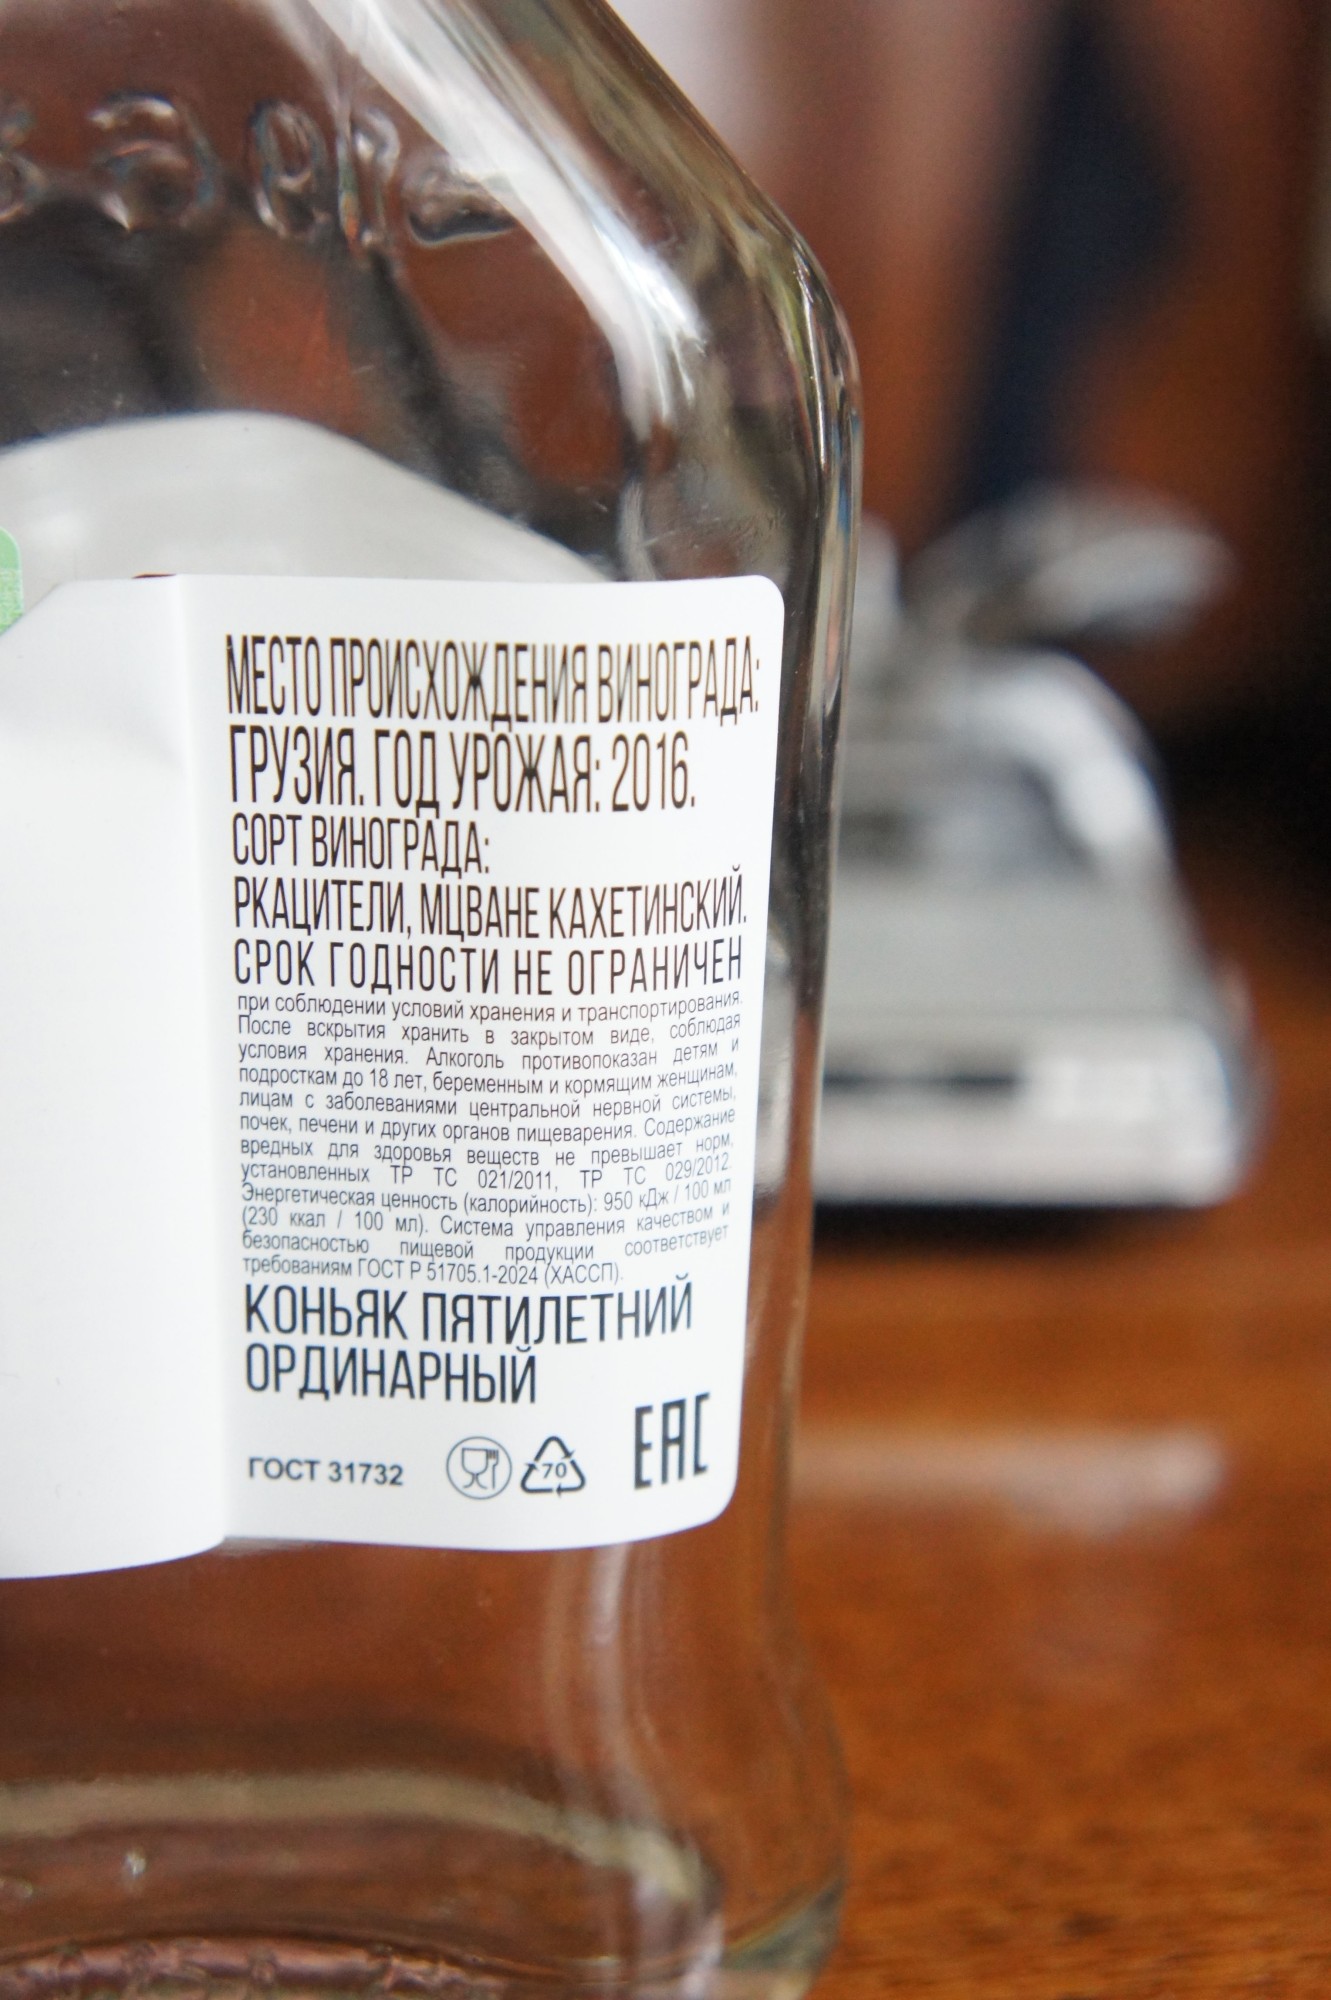 МЕСТО ПРОИСХОЖДЕНИЯ ВИНОГРАДА:
ГРУЗИЯ. ГОД УРОЖАЯ: 2016.
СОРТ ВИНОГРАДА:
РКАЦИТЕЛИ, МЦВАНЕ КАХЕТИНСКИЙ.
СРОК ГОДНОСТИ НЕ ОГРАНИЧЕН
при соблюдении условий хранения и транспортирования.
После вскрытия хранить в закрытом виде, соблюдая
условия хранения. Алкоголь противопоказан детям и
подросткам до 18 лет, беременным и кормящим женщинам,
лицам с заболеваниями центральной нервной системы,
почек, печени и других органов пищеварения. Содержание
вредных для здоровья веществ не превышает норм,
установленных ТР ТС 021/2011, ТР ТС 029/2012.
Энергетическая ценность (калорийность): 950 кДж / 100 мл
(230 ккал / 100 мл). Система управления качеством и
безопасностью пищевой продукции соответствует
требованиям ГОСТ Р 51705.1-2024 (ХАССП).
КОНЬЯК ПЯТИЛЕТНИЙ
ОРДИНАРНЫЙ
ГОСТ 31732
70
ЕАС